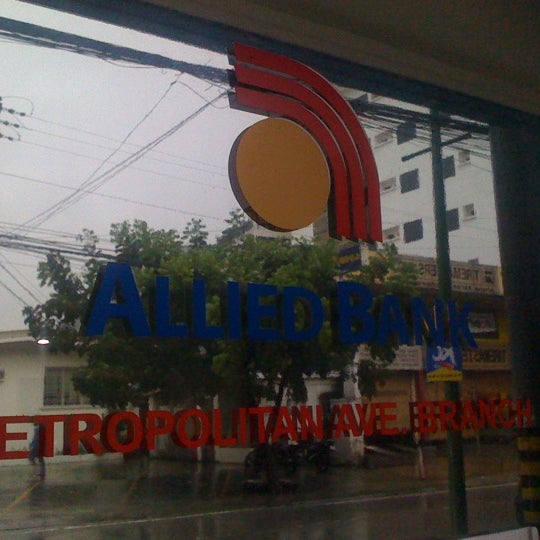 ALLIED BANK
ETROPOLITAN AVE. BRANCH